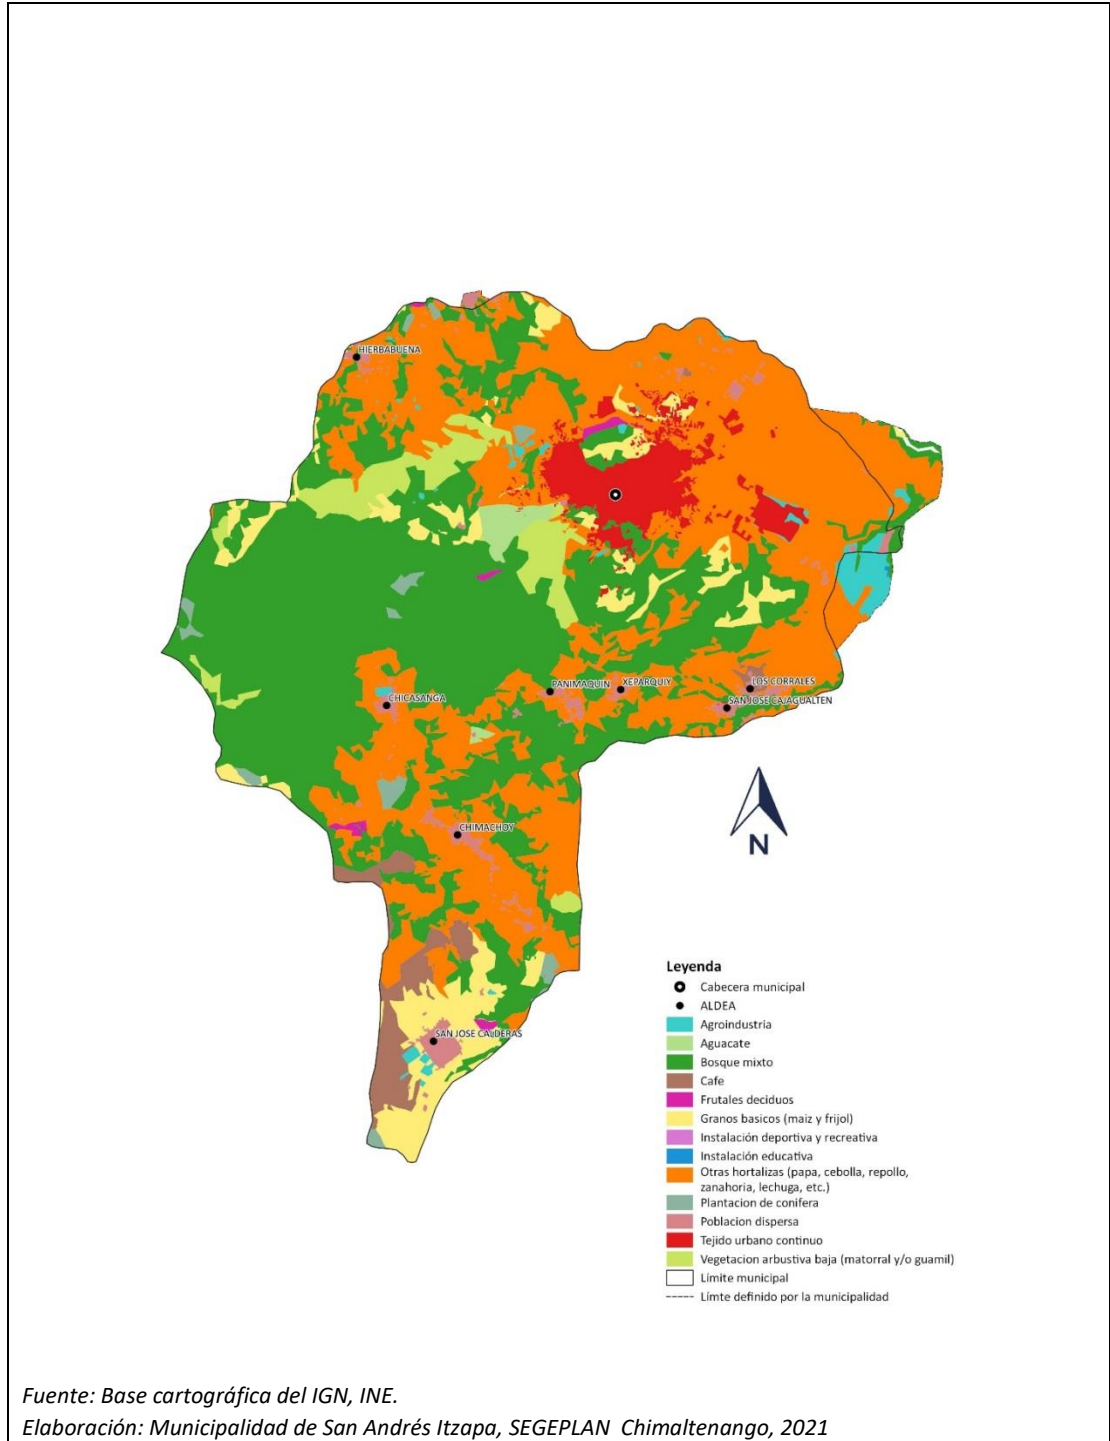 HIERBABUENA
PANIMAQUIN
XEPARQUIY
LOS CORRALES
CHICASANGA
SAN JOSE CAJAGUALTEN
CHIMACHOY
N
SAN JOSE CALDERAS
Leyenda
Cabecera municipal
ALDEA
Agroindustria
Aguacate
Bosque mixto
Cafe
Frutales deciduos
Granos basicos (maiz y frijol)
Instalación deportiva y recreativa
Instalación educativa
Otras hortalizas (papa, cebolla, repollo,
zanahoria, lechuga, etc.)
Plantacion de conifera
Poblacion dispersa
Tejido urbano continuo
Vegetacion arbustiva baja (matorral y/o guamil)
Límite municipal
Límte definido por la municipalidad
Fuente: Base cartográfica del IGN, INE.
Elaboración: Municipalidad de San Andrés Itzapa, SEGEPLAN Chimaltenango, 2021